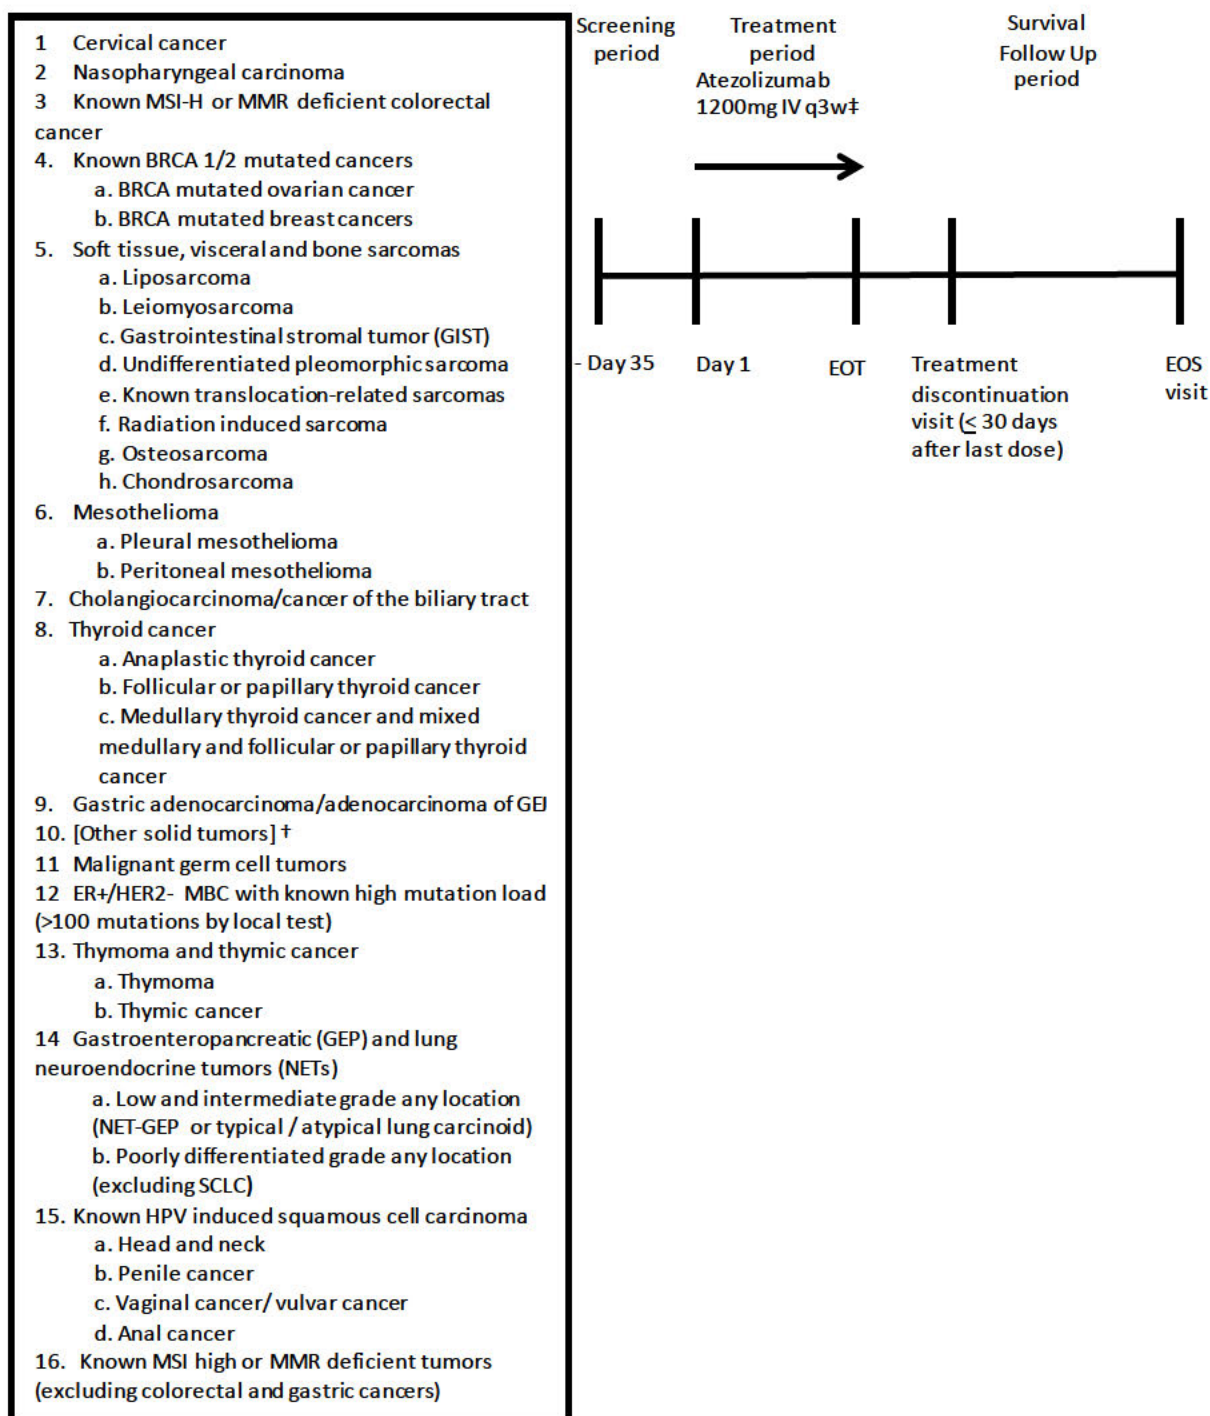 1 Cervical cancer
2 Nasopharyngeal carcinoma
3 Known MSI-H or MMR deficient colorectal
cancer
4. Known BRCA 1/2 mutated cancers
a. BRCA mutated ovarian cancer
b. BRCA mutated breast cancers
5. Soft tissue, visceral and bone sarcomas
a. Liposarcoma
b. Leiomyosarcoma
c. Gastrointestinal stromal tumor (GIST)
d. Undifferentiated pleomorphic sarcoma
e. Known translocation-related sarcomas
f. Radiation induced sarcoma
g. Osteosarcoma
h. Chondrosarcoma
6. Mesothelioma
a. Pleural mesothelioma
b. Peritoneal mesothelioma
7. Cholangiocarcinoma/cancer of the biliary tract
8. Thyroid cancer
a. Anaplastic thyroid cancer
b. Follicular or papillary thyroid cancer
c. Medullary thyroid cancer and mixed
medullary and follicular or papillary thyroid
cancer
9. Gastric adenocarcinoma/adenocarcinoma of GEJ
10. [Other solid tumors] †
11 Malignant germ cell tumors
12 ER+/HER2- MBC with known high mutation load
(>100 mutations by local test)
13. Thymoma and thymic cancer
a. Thymoma
b. Thymic cancer
14 Gastroenteropancreatic (GEP) and lung
neuroendocrine tumors (NETs)
a. Low and intermediate grade any location
(NET-GEP or typical / atypical lung carcinoid)
b. Poorly differentiated grade any location
(excluding SCLC)
15. Known HPV induced squamous cell carcinoma
a. Head and neck
b. Penile cancer
c. Vaginal cancer/ vulvar cancer
d. Anal cancer
16. Known MSI high or MMR deficient tumors
(excluding colorectal and gastric cancers)
Screening
period
Treatment
period
Atezolizumab
1200mg IV q3w‡
Survival
Follow Up
period
- Day 35
Day 1
EOT
Treatment
discontinuation
visit (≤ 30 days
after last dose)
EOS
visit